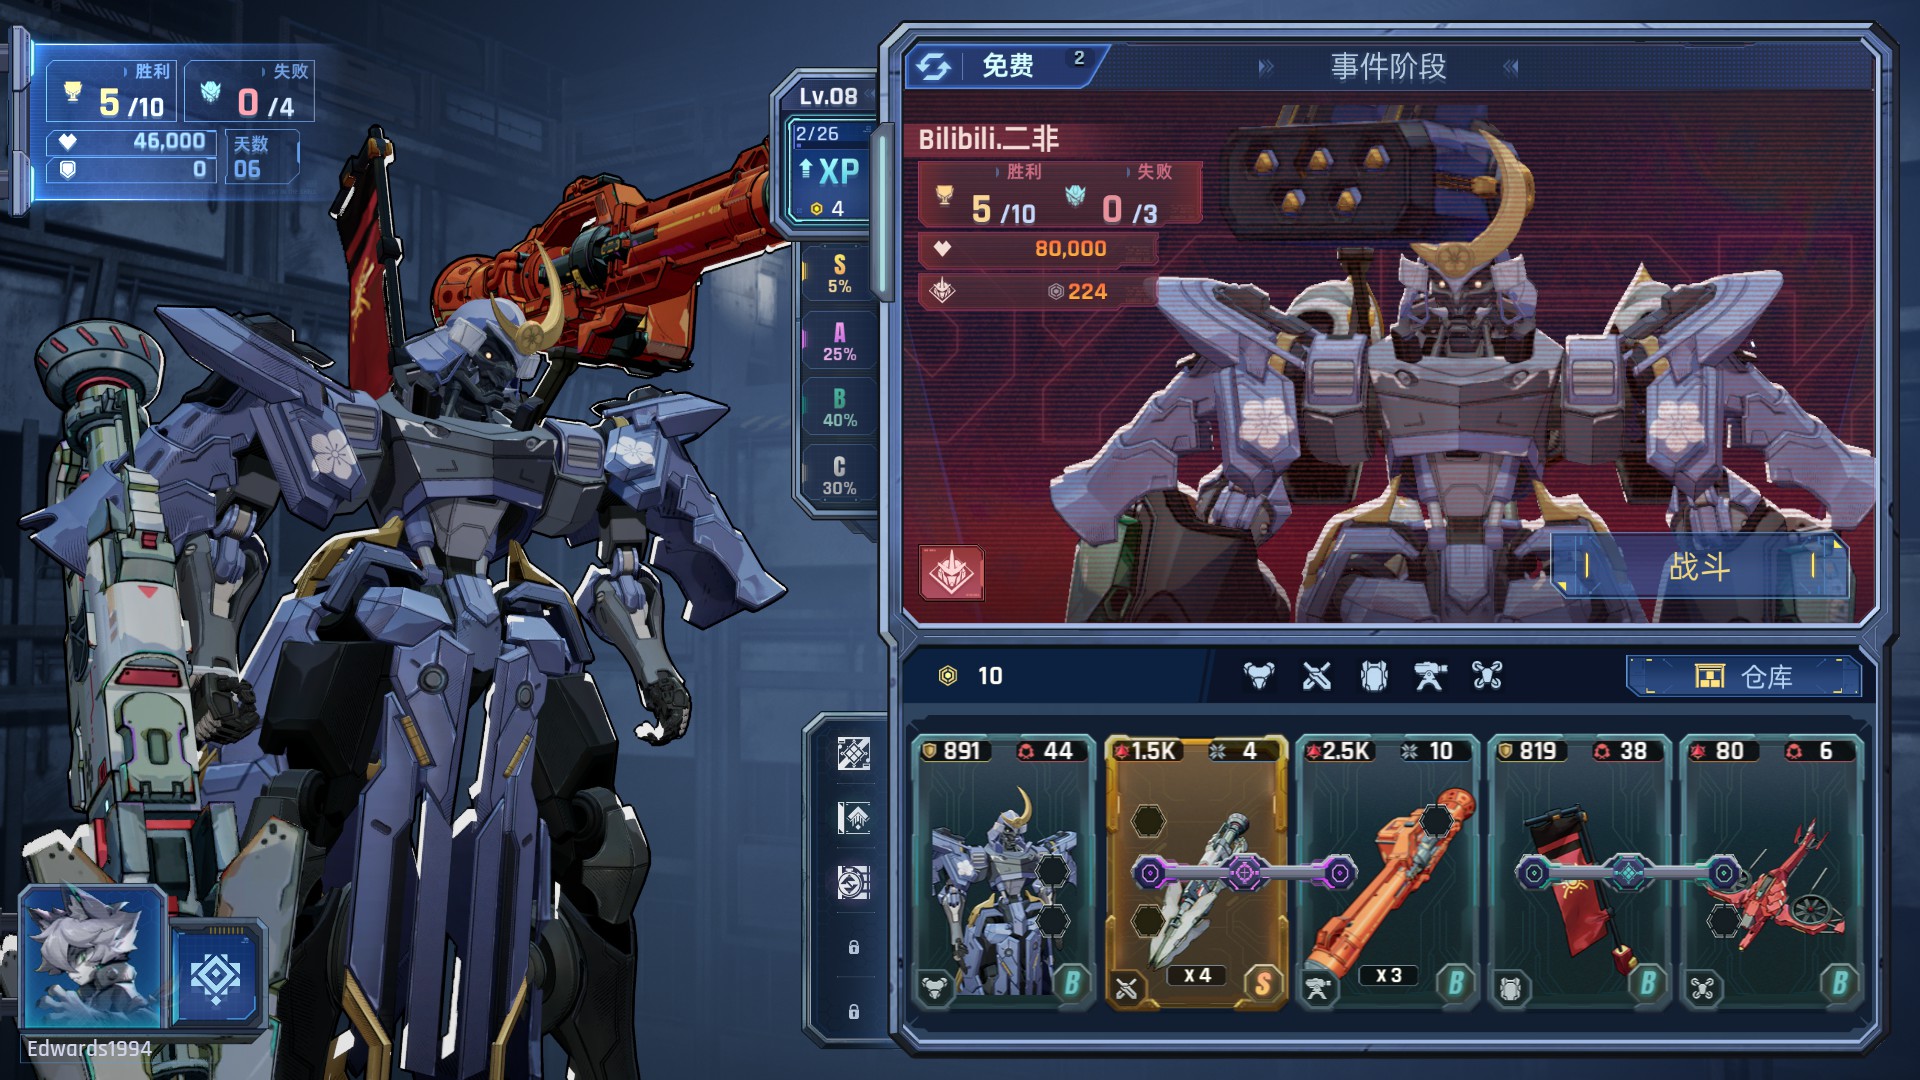 胜利
5 /10
失败
0 /4
46,000
0
天数
06
Lv.08
2/26
XP
4
S
5%
A
25%
B
40%
C
30%
免费 2
事件阶段
Bilibili.二非
胜利
5 /10
失败
0 /3
80,000
224
战斗
10
仓库
891 44
B
1.5K 4
x 4
S
2.5K 10
x 3
B
819 38
B
80 6
B
Edwards1994